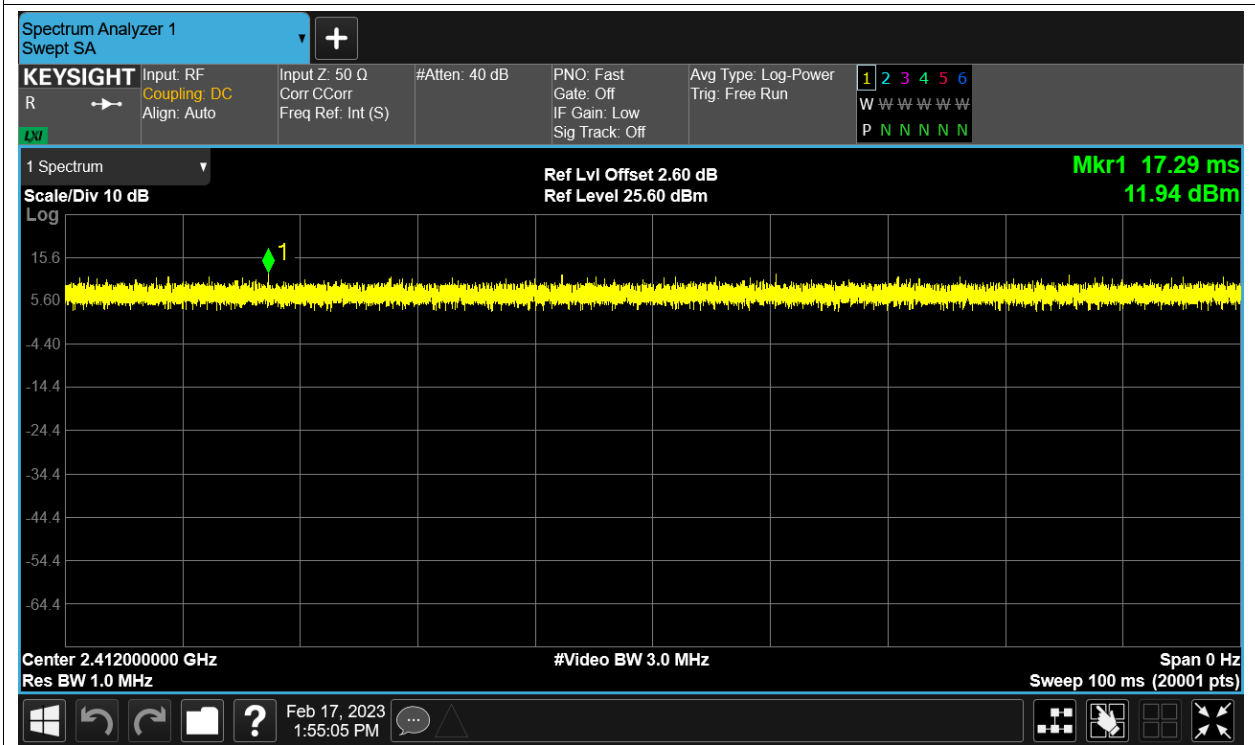 Spectrum Analyzer 1
Swept SA
KEYSIGHT
R
LXI
Input: RF
Coupling: DC
Align: Auto
Input Z: 50 Ω
Corr CCorr
Freq Ref: Int (S)
#Atten: 40 dB
PNO: Fast
Gate: Off
IF Gain: Low
Sig Track: Off
Avg Type: Log-Power
Trig: Free Run
1 2 3 4 5 6
W W W W W W
P N N N N N
1 Spectrum
Scale/Div 10 dB
Log
Ref Lvl Offset 2.60 dB
Ref Level 25.60 dBm
Mkr1 17.29 ms
11.94 dBm
1
15.6
5.60
-4.40
-14.4
-24.4
-34.4
-44.4
-54.4
-64.4
Center 2.412000000 GHz
Res BW 1.0 MHz
#Video BW 3.0 MHz
Span 0 Hz
Sweep 100 ms (20001 pts)
?
Feb 17, 2023
1:55:05 PM